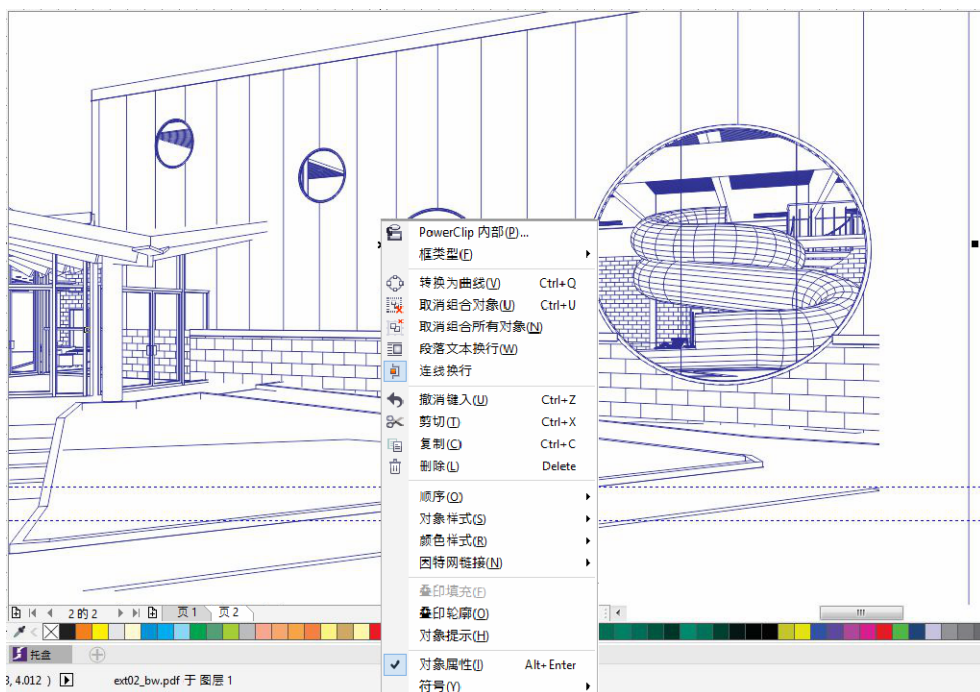 PowerClip 内部(P)...
框类型(F)
转换为曲线(V) Ctrl+Q
取消组合对象(U) Ctrl+U
取消组合所有对象(N)
段落文本换行(W)
连线换行
撤消键入(U) Ctrl+Z
剪切(T) Ctrl+X
复制(C) Ctrl+C
删除(L) Delete
顺序(O)
对象样式(S)
颜色样式(R)
因特网链接(N)
叠印填充(F)
叠印轮廓(O)
对象提示(H)
对象属性(I) Alt+Enter
符号(Y)
2 的 2 页 1 页 2
托盘
3, 4.012 ) ext02_bw.pdf 于 图层 1